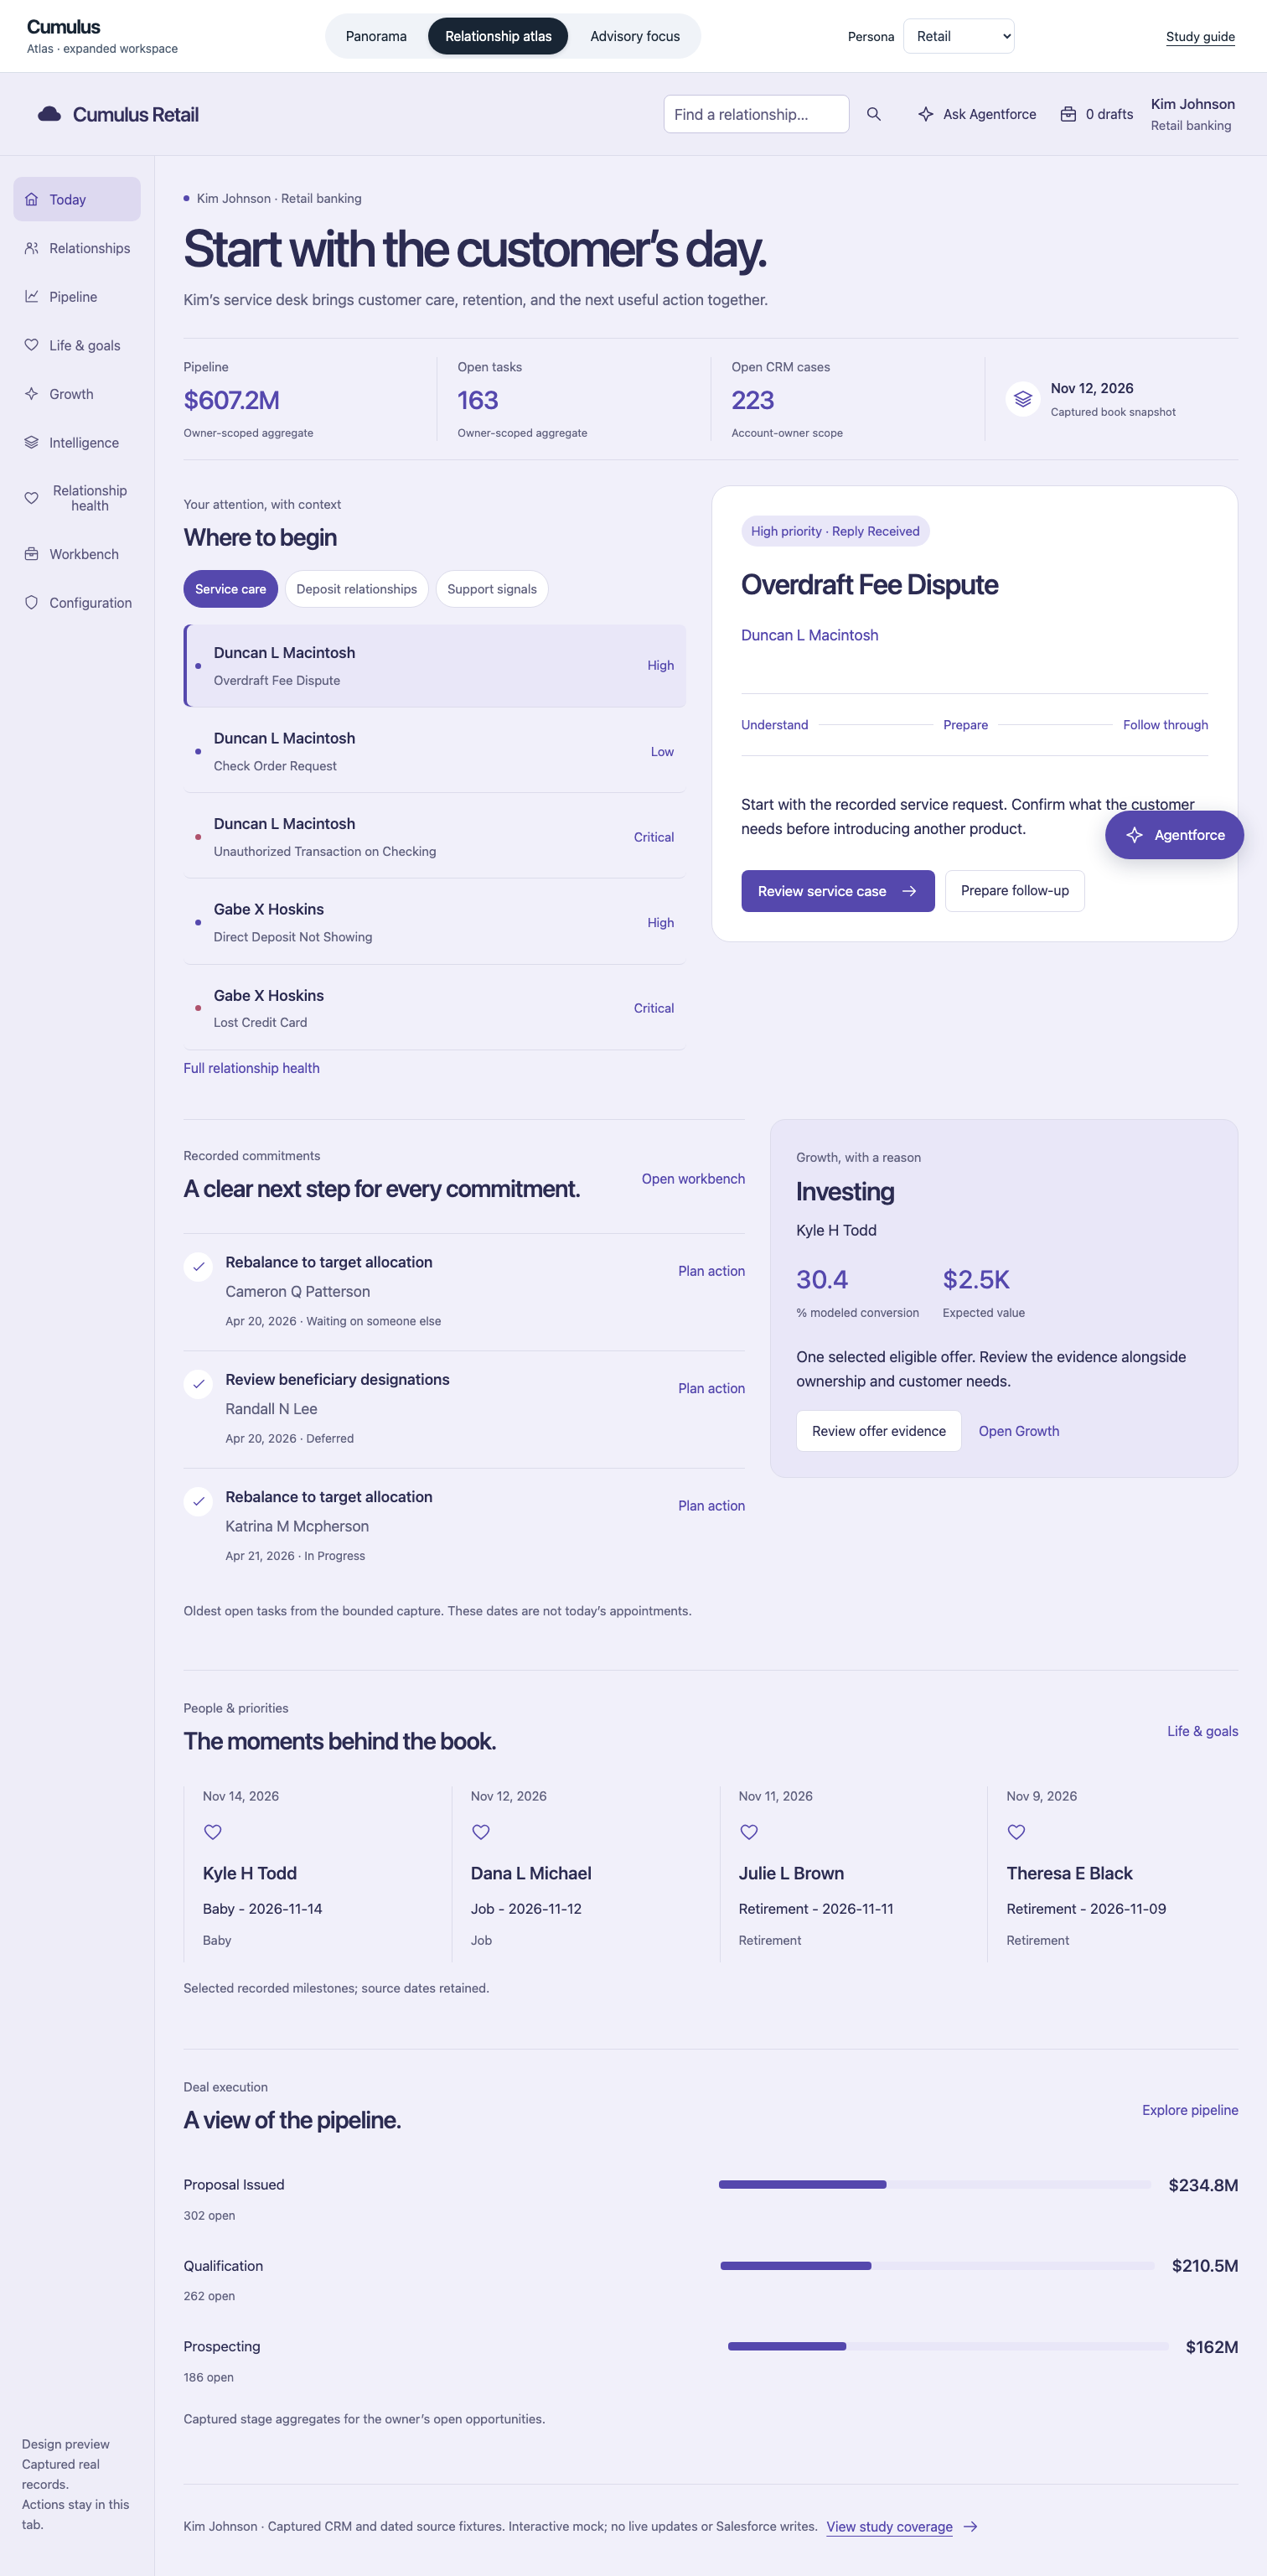 Cumulus
Atlas · expanded workspace
Panorama
Relationship atlas
Advisory focus
Persona
Retail
Study guide
Cumulus Retail
Find a relationship...
Ask Agentforce
0 drafts
Kim Johnson
Retail banking
Today
Relationships
Pipeline
Life & goals
Growth
Intelligence
Relationship
health
Workbench
Configuration
Kim Johnson · Retail banking
Start with the customer’s day.
Kim’s service desk brings customer care, retention, and the next useful action together.
Pipeline
$607.2M
Owner-scoped aggregate
Open tasks
163
Owner-scoped aggregate
Open CRM cases
223
Account-owner scope
Nov 12, 2026
Captured book snapshot
Your attention, with context
Where to begin
Service care
Deposit relationships
Support signals
Duncan L Macintosh
Overdraft Fee Dispute
High
Duncan L Macintosh
Check Order Request
Low
Duncan L Macintosh
Unauthorized Transaction on Checking
Critical
Gabe X Hoskins
Direct Deposit Not Showing
High
Gabe X Hoskins
Lost Credit Card
Critical
Full relationship health
High priority · Reply Received
Overdraft Fee Dispute
Duncan L Macintosh
Understand
Prepare
Follow through
Start with the recorded service request. Confirm what the customer
needs before introducing another product.
Agentforce
Review service case
Prepare follow-up
Recorded commitments
A clear next step for every commitment.
Open workbench
Rebalance to target allocation
Cameron Q Patterson
Apr 20, 2026 · Waiting on someone else
Plan action
Review beneficiary designations
Randall N Lee
Apr 20, 2026 · Deferred
Plan action
Rebalance to target allocation
Katrina M Mcpherson
Apr 21, 2026 · In Progress
Plan action
Oldest open tasks from the bounded capture. These dates are not today’s appointments.
Growth, with a reason
Investing
Kyle H Todd
30.4
% modeled conversion
$2.5K
Expected value
One selected eligible offer. Review the evidence alongside
ownership and customer needs.
Review offer evidence
Open Growth
People & priorities
The moments behind the book.
Life & goals
Nov 14, 2026
Kyle H Todd
Baby - 2026-11-14
Baby
Nov 12, 2026
Dana L Michael
Job - 2026-11-12
Job
Nov 11, 2026
Julie L Brown
Retirement - 2026-11-11
Retirement
Nov 9, 2026
Theresa E Black
Retirement - 2026-11-09
Retirement
Selected recorded milestones; source dates retained.
Deal execution
A view of the pipeline.
Explore pipeline
Proposal Issued
302 open
$234.8M
Qualification
262 open
$210.5M
Prospecting
186 open
$162M
Captured stage aggregates for the owner’s open opportunities.
Design preview
Captured real
records.
Actions stay in this
tab.
Kim Johnson · Captured CRM and dated source fixtures. Interactive mock; no live updates or Salesforce writes.
View study coverage